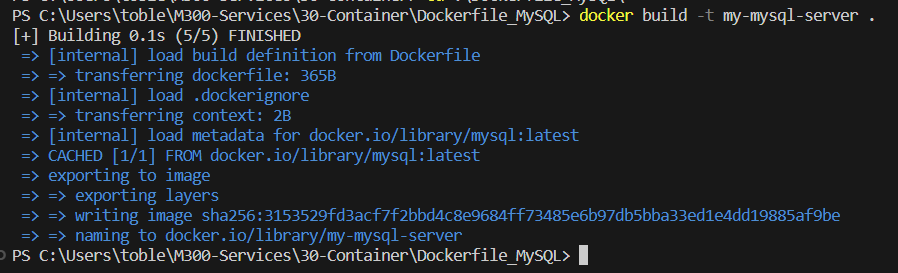 PS C:\Users\toble\M300-Services\30-Container\Dockerfile_MySQL> docker build -t my-mysql-server .
[+] Building 0.1s (5/5) FINISHED
=> [internal] load build definition from Dockerfile
=> => transferring dockerfile: 365B
=> [internal] load .dockerignore
=> => transferring context: 2B
=> [internal] load metadata for docker.io/library/mysql:latest
=> CACHED [1/1] FROM docker.io/library/mysql:latest
=> exporting to image
=> => exporting layers
=> => writing image sha256:3153529fd3acf7f2bbd4c8e9684ff73485e6b97db5bba33ed1e4dd19885af9be
=> => naming to docker.io/library/my-mysql-server
PS C:\Users\toble\M300-Services\30-Container\Dockerfile_MySQL>